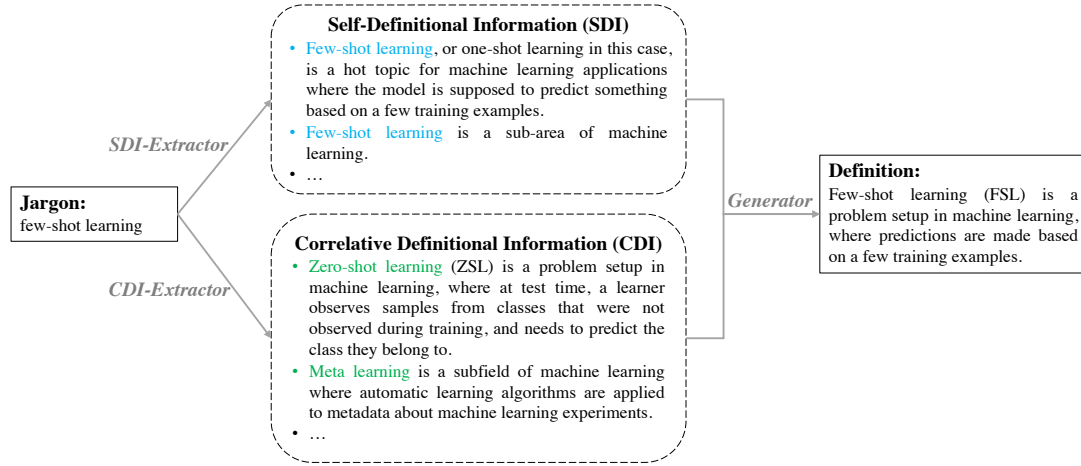 Self-Definitional Information (SDI)
• Few-shot learning, or one-shot learning in this case,
is a hot topic for machine learning applications
where the model is supposed to predict something
based on a few training examples.
• Few-shot learning is a sub-area of machine
learning.
• …
SDI-Extractor
Jargon:
few-shot learning
CDI-Extractor
Correlative Definitional Information (CDI)
• Zero-shot learning (ZSL) is a problem setup in
machine learning, where at test time, a learner
observes samples from classes that were not
observed during training, and needs to predict the
class they belong to.
• Meta learning is a subfield of machine learning
where automatic learning algorithms are applied
to metadata about machine learning experiments.
• …
Generator
Definition:
Few-shot learning (FSL) is a
problem setup in machine learning,
where predictions are made based
on a few training examples.